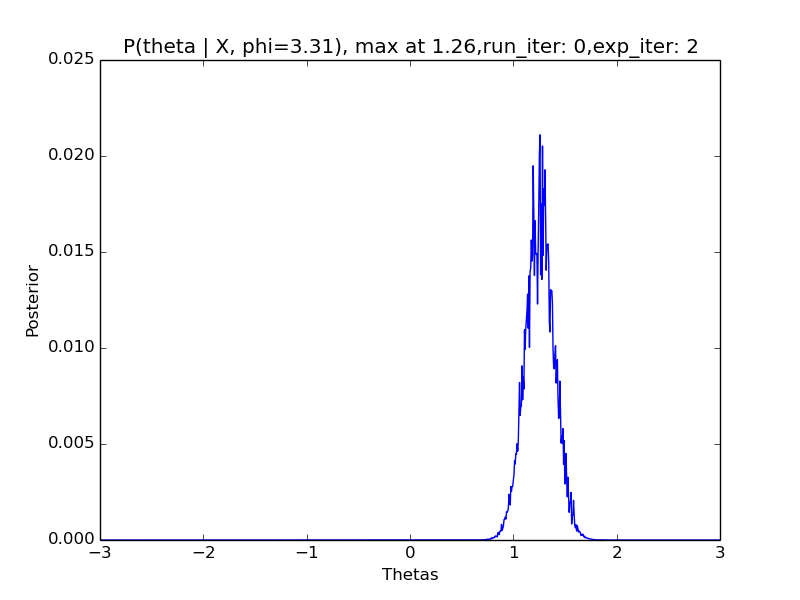 P(theta | X, phi=3.31), max at 1.26,run_iter: 0,exp_iter: 2
0.025
0.020
0.015
0.010
0.005
0.000
Posterior
−3 −2 −1 0 1 2 3
Thetas